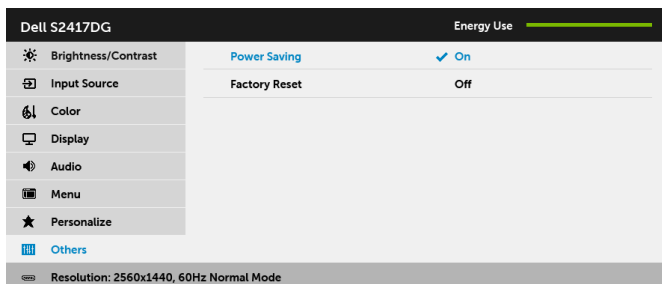 Dell S2417DG Energy Use
Brightness/Contrast Power Saving On
Input Source Factory Reset Off
Color
Display
Audio
Menu
Personalize
Others
Resolution: 2560x1440, 60Hz Normal Mode